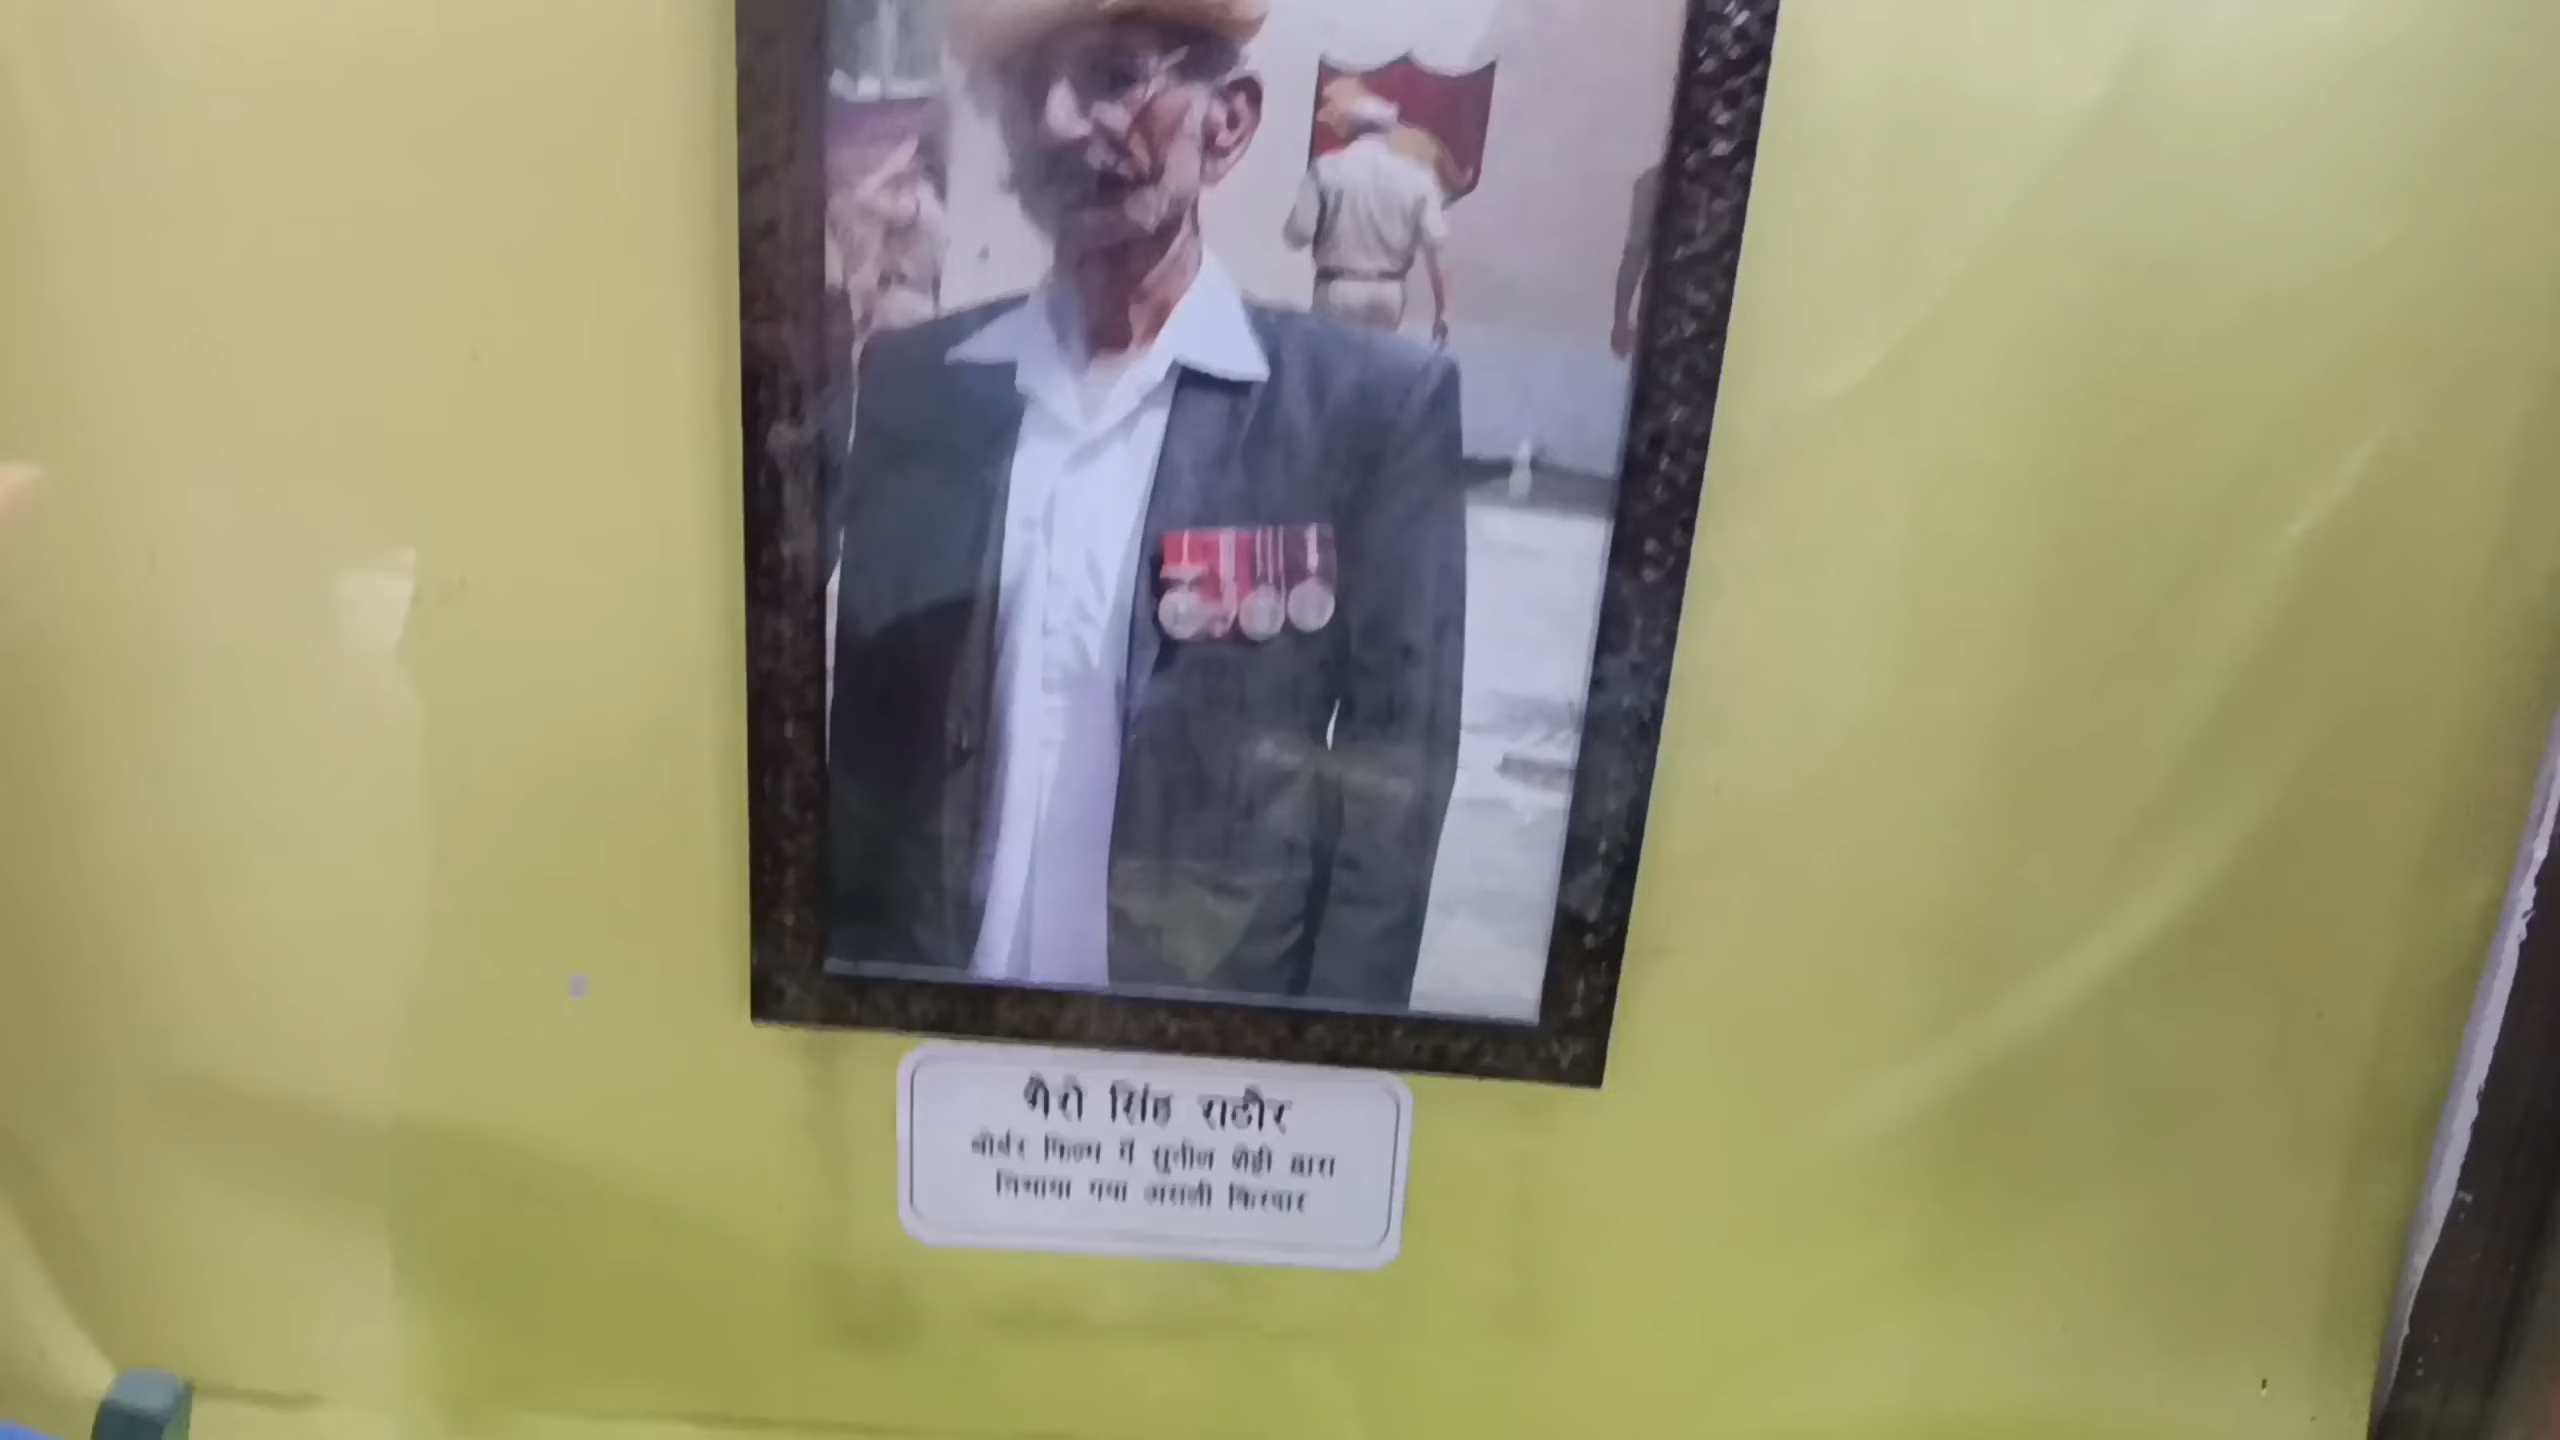 भैरो सिंह राठौर
बोर्डर फिल्म में सुनील शेट्टी द्वारा
निभाया गया असली किरदार